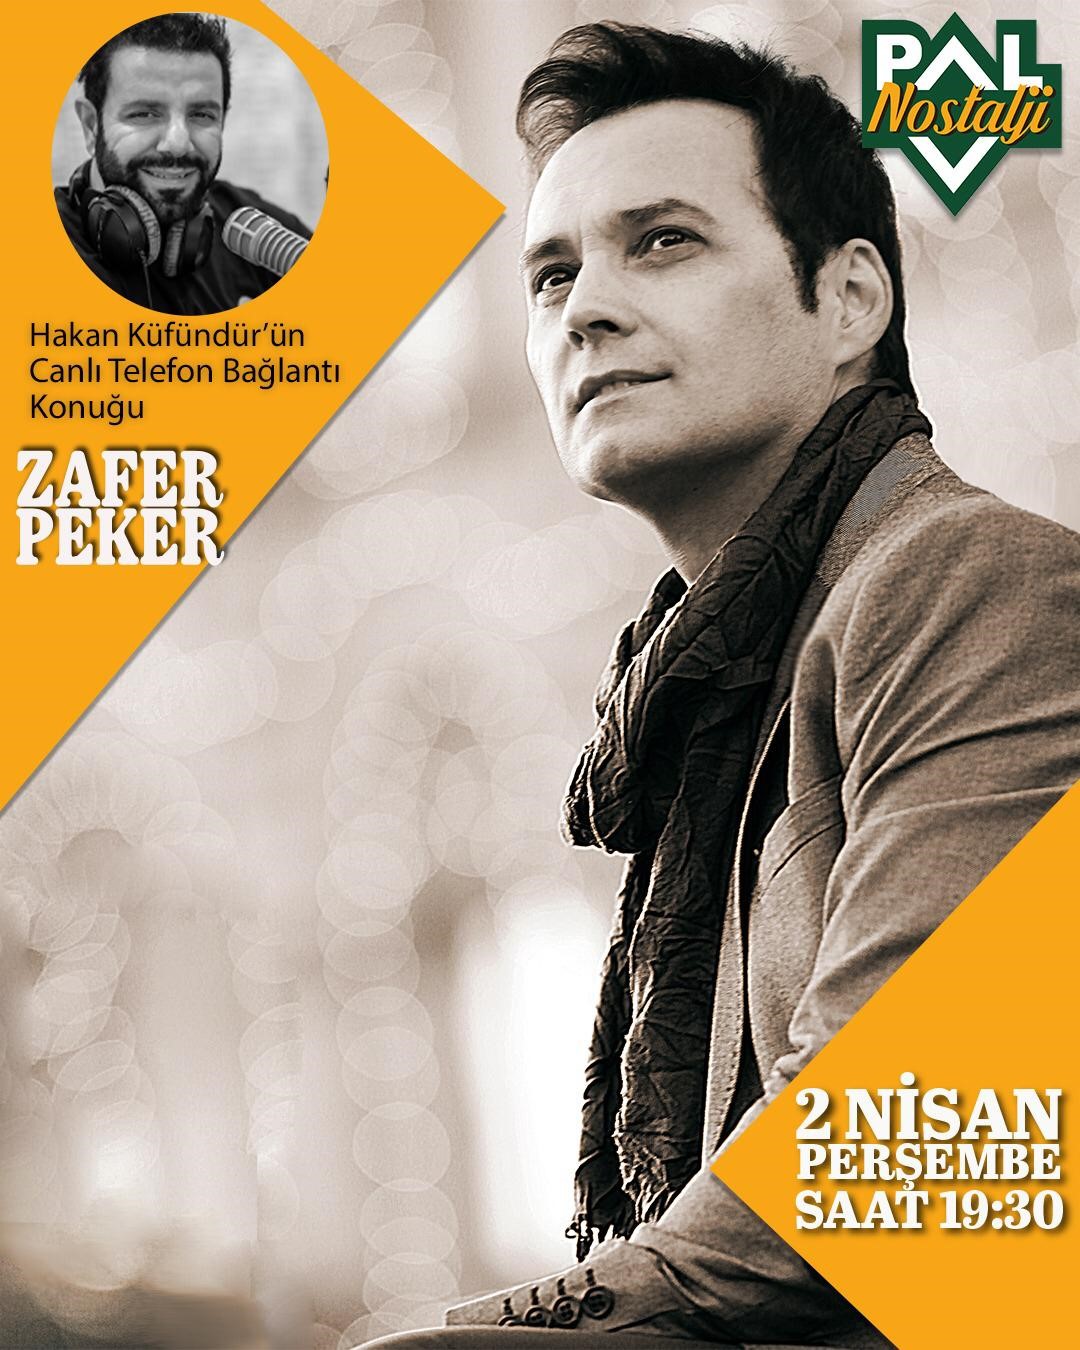 PAL
Nostalji
Hakan Küfündür’ün
Canlı Telefon Bağlantı
Konuğu
ZAFER
PEKER
2 NİSAN
PERŞEMBE
SAAT 19:30